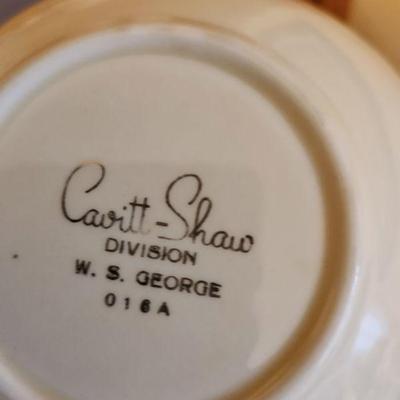 Cavitt-Shaw
DIVISION
W. S. GEORGE
016A